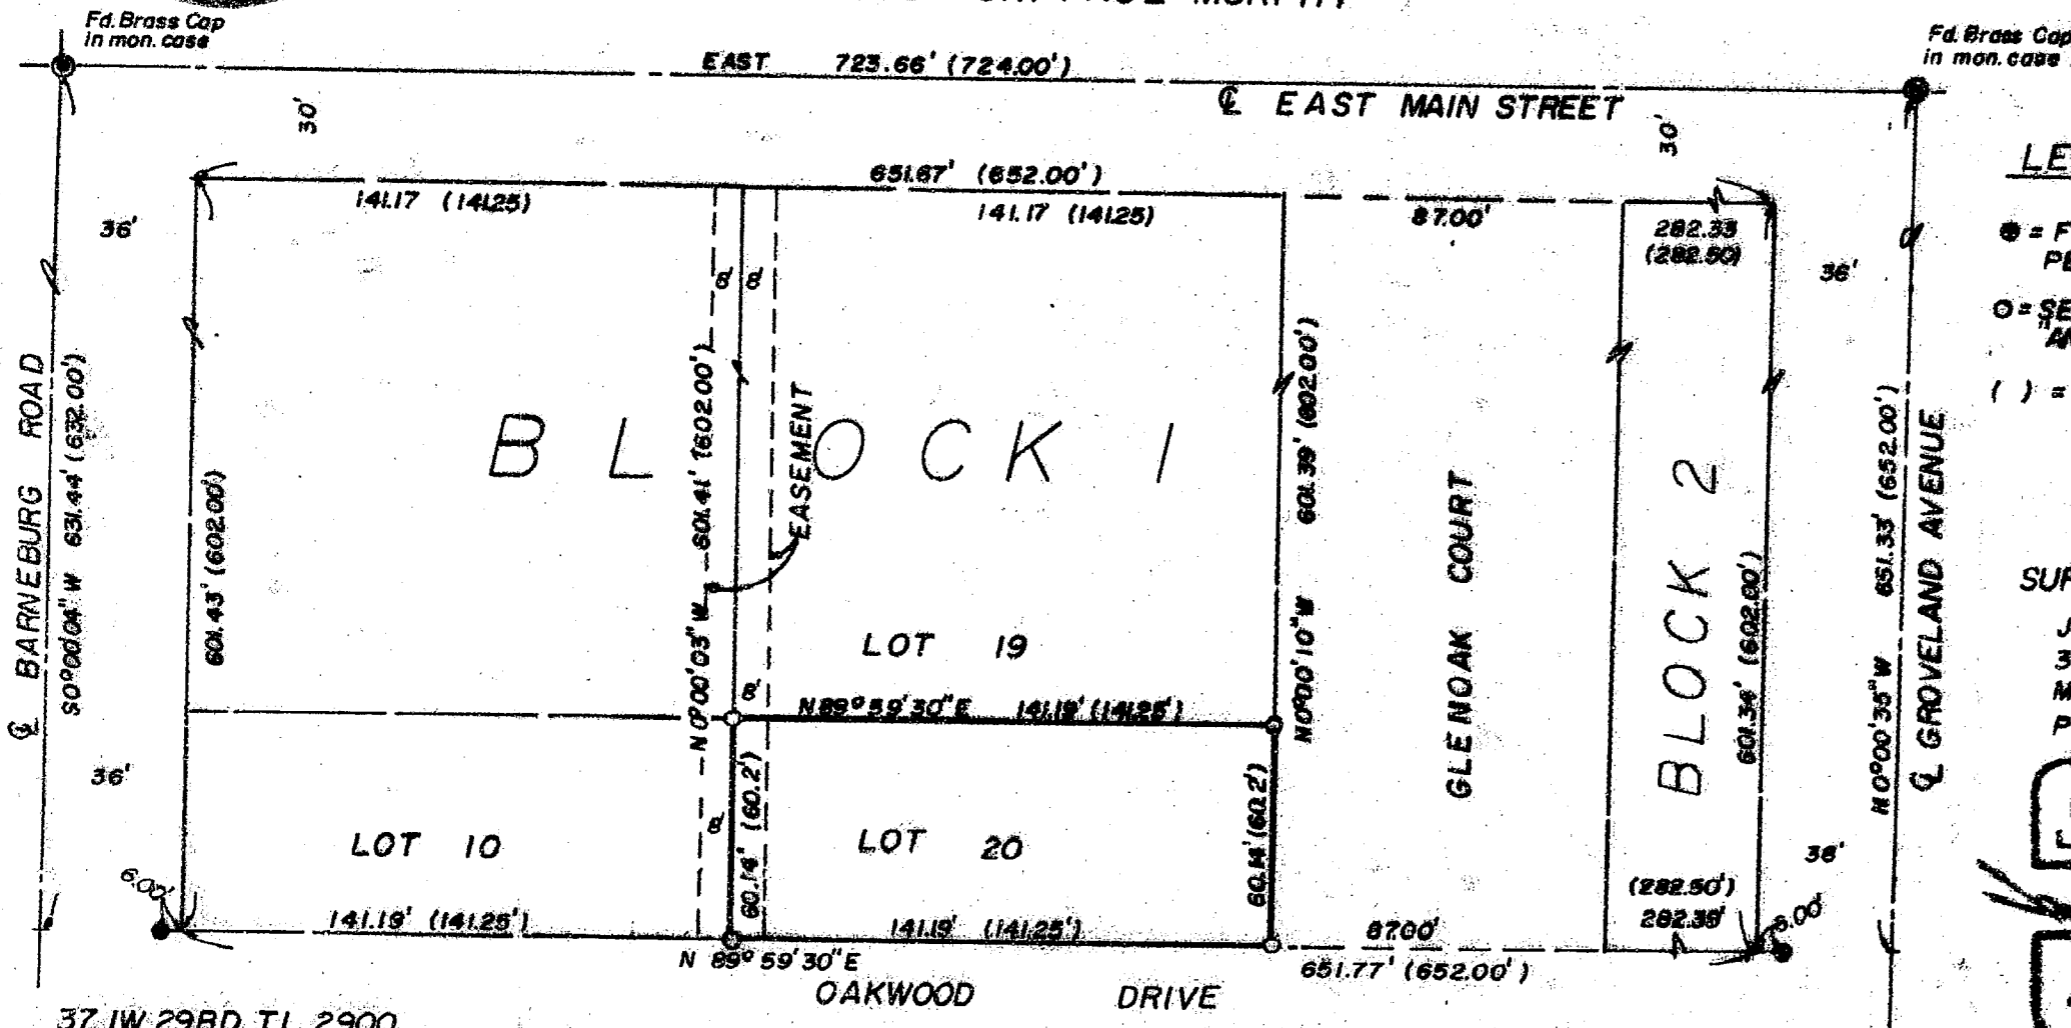 Fd. Brass Cap
in mon. case
Fd. Brass Cap
in mon. case
EAST 723.66' (724.00')
℄ EAST MAIN STREET
30'
30'
651.67' (652.00')
141.17 (141.25)
141.17 (141.25)
87.00'
282.33
(282.50)
36'
36'
8' 8'
℄ BARNEBURG ROAD
S0°00'04"W 631.44' (632.00')
601.43' (602.00')
N0°00'03"W 601.41' (602.00')
EASEMENT
BLOCK 1
601.39' (602.00')
N0°00'10"W
GLENOAK COURT
BLOCK 2
601.34' (602.00')
N0°00'35"W 651.33' (652.00')
℄ GROVELAND AVENUE
LOT 19
8'
N89°59'30"E 141.19' (141.25')
36'
LOT 10
8'
60.14' (60.2')
LOT 20
60.14' (60.2')
36'
6.00'
141.19' (141.25')
141.19' (141.25')
87.00'
(282.50')
282.39'
6.00'
N 89°59'30"E
651.77' (652.00')
OAKWOOD DRIVE
37 1W 29BD TL 2900
( ) =